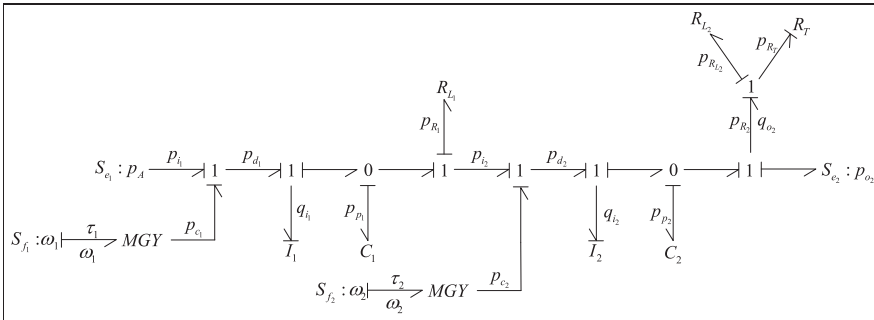 R_{L_2} R_T
p_{R_{L_2}} p_{R_T}
1
R_{L_1}
p_{R_1} p_{R_2} q_{o_2}
S_{e_1} : p_A p_{i_1} 1 p_{d_1} 1 0 1 p_{i_2} 1 p_{d_2} 1 0 1 S_{e_2} : p_{o_2}
q_{i_1} p_{p_1} q_{i_2} p_{p_2}
S_{f_1} : ω_1 τ_1 ω_1 MGY p_{c_1} I_1 C_1 I_2 C_2
S_{f_2} : ω_2 τ_2 ω_2 MGY p_{c_2}